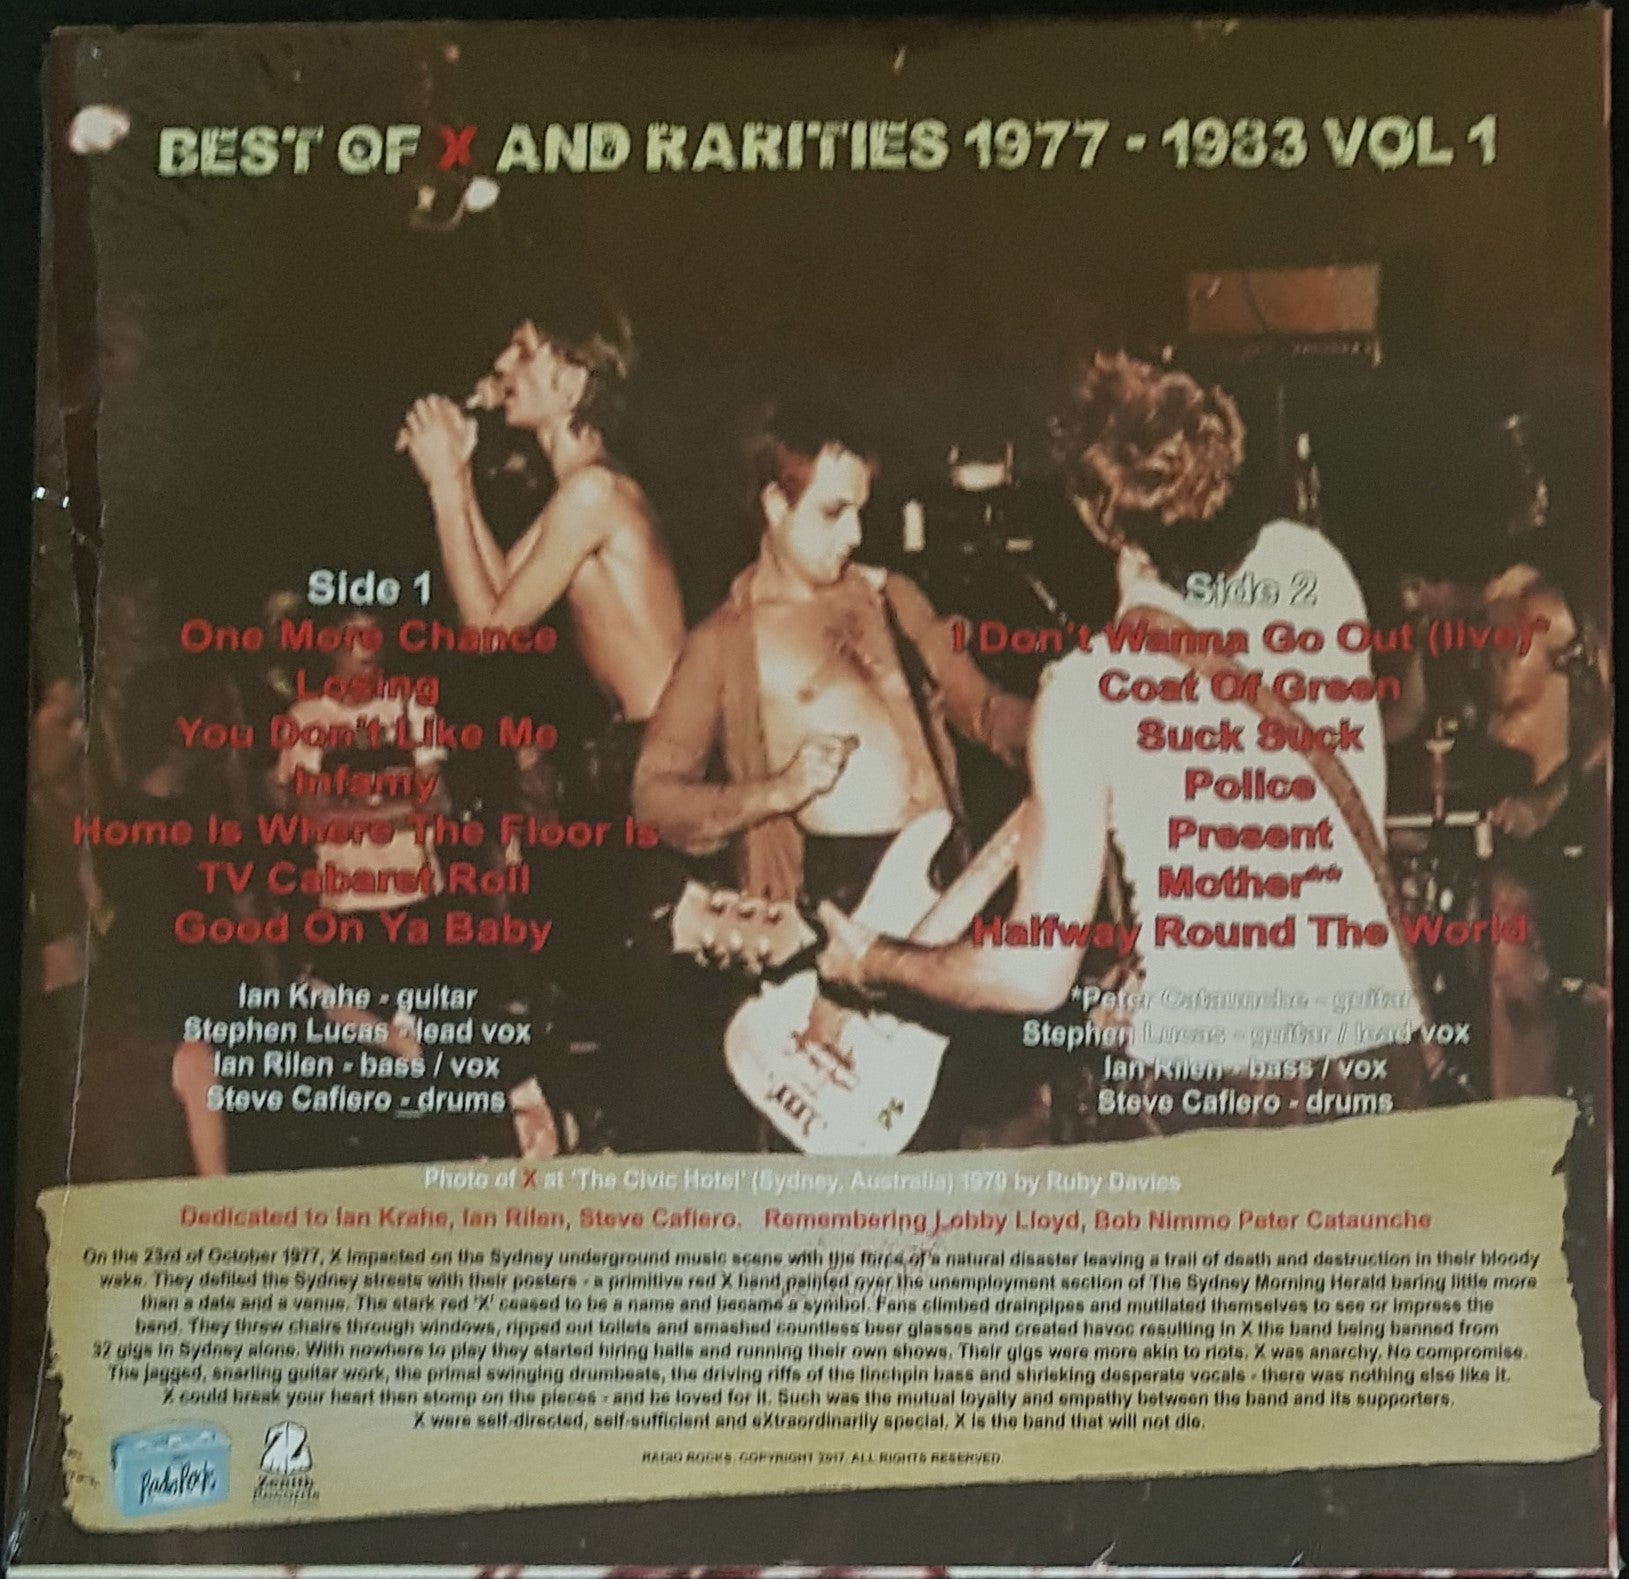 BEST OF X AND RARITIES 1977 - 1983 VOL 1
Side 1
One More Chance
Losing
You Don't Like Me
Infamy
Home Is Where The Floor Is
TV Cabaret Roll
Good On Ya Baby
Ian Krahe - guitar
Stephen Lucas - lead vox
Ian Rilen - bass / vox
Steve Cafiero - drums
Side 2
I Don't Wanna Go Out (live)*
Coat Of Green
Suck Suck
Police
Present
Mother**
Halfway Round The World
*Peter Cataunche - guitar
Stephen Lucas - guitar / lead vox
Ian Rilen - bass / vox
Steve Cafiero - drums
Photo of X at 'The Civic Hotel' (Sydney, Australia) 1979 by Ruby Davies
Dedicated to Ian Krahe, Ian Rilen, Steve Cafiero. Remembering Lobby Lloyd, Bob Nimmo Peter Cataunche
On the 23rd of October 1977, X impacted on the Sydney underground music scene with the force of a natural disaster leaving a trail of death and destruction in their bloody
wake. They defiled the Sydney streets with their posters - a primitive red X hand painted over the unemployment section of The Sydney Morning Herald baring little more
than a date and a venue. The stark red 'X' ceased to be a name and became a symbol. Fans climbed drainpipes and mutilated themselves to see or impress the
band. They threw chairs through windows, ripped out toilets and smashed countless beer glasses and created havoc resulting in X the band being banned from
32 gigs in Sydney alone. With nowhere to play they started hiring halls and running their own shows. Their gigs were more akin to riots. X was anarchy. No compromise.
The jagged, snarling guitar work, the primal swinging drumbeats, the driving riffs of the linchpin bass and shrieking desperate vocals - there was nothing else like it.
X could break your heart then stomp on the pieces - and be loved for it. Such was the mutual loyalty and empathy between the band and its supporters.
X were self-directed, self-sufficient and eXtraordinarily special. X is the band that will not die.
RADIO ROCKS. COPYRIGHT 2017. ALL RIGHTS RESERVED.
RadioRocks
Zenith
Records